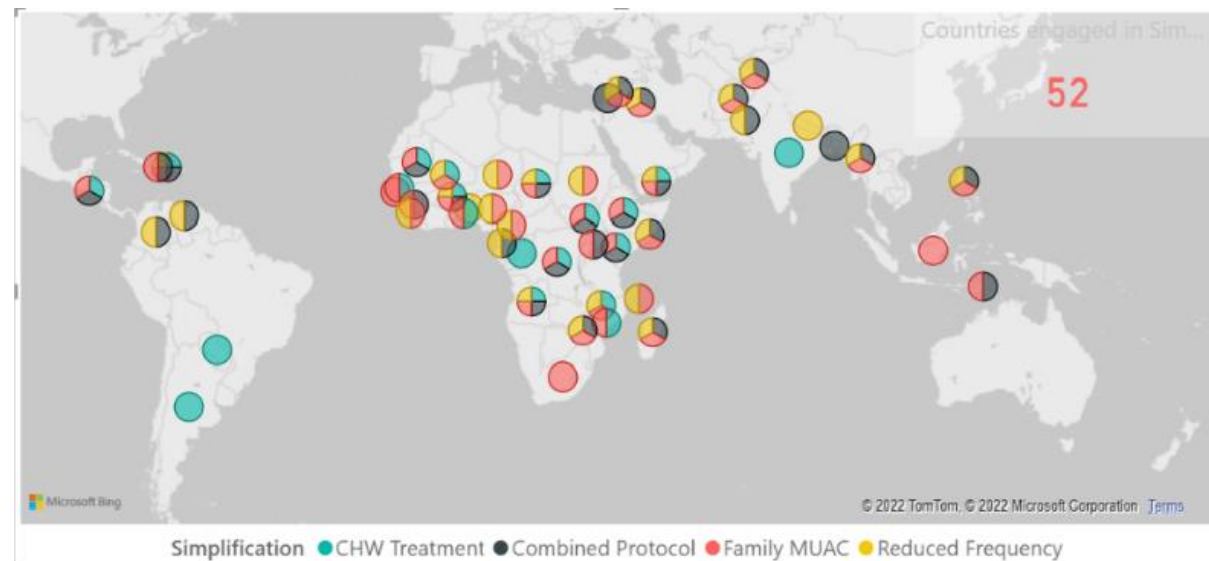 Countries engaged in Sim...
52
Microsoft Bing
© 2022 TomTom, © 2022 Microsoft Corporation Terms
Simplification CHW Treatment Combined Protocol Family MUAC Reduced Frequency